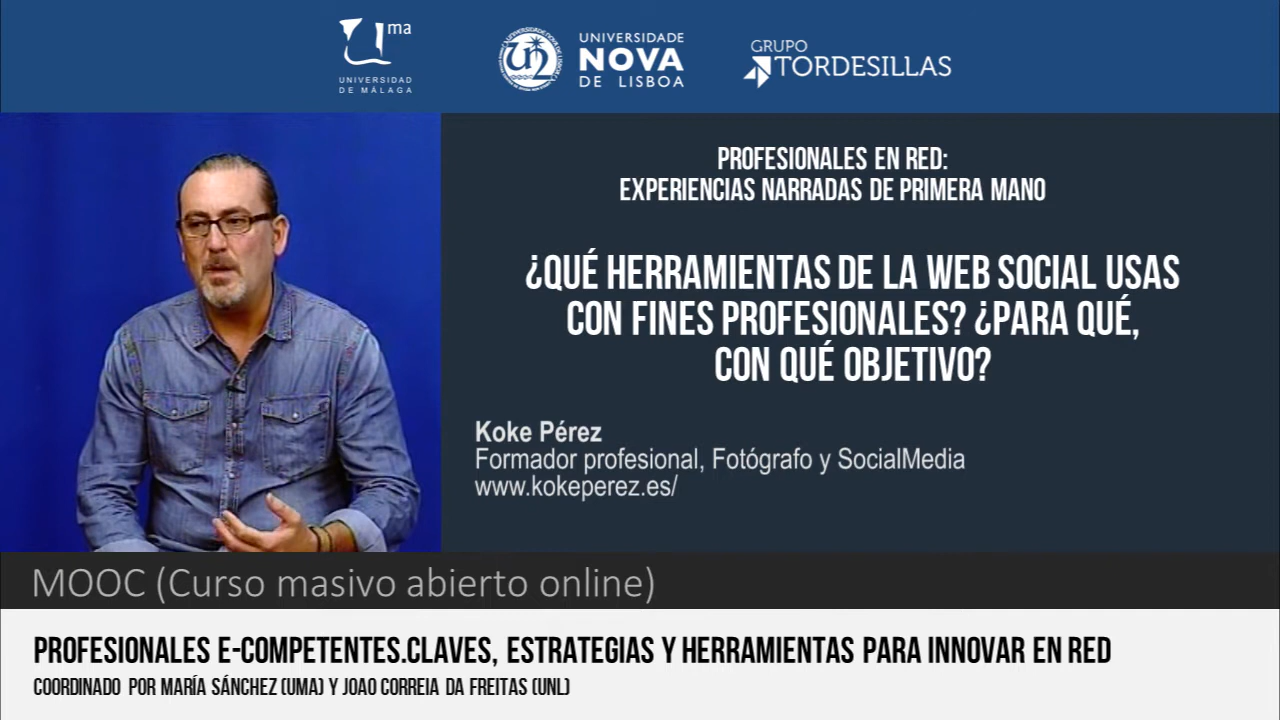 uma
UNIVERSIDAD
DE MÁLAGA
UNIVERSIDADE
NOVA
DE LISBOA
GRUPO
TORDESILLAS
PROFESIONALES EN RED:
EXPERIENCIAS NARRADAS DE PRIMERA MANO
¿QUÉ HERRAMIENTAS DE LA WEB SOCIAL USAS
CON FINES PROFESIONALES? ¿PARA QUÉ,
CON QUÉ OBJETIVO?
Koke Pérez
Formador profesional, Fotógrafo y SocialMedia
www.kokeperez.es/
MOOC (Curso masivo abierto online)
PROFESIONALES E-COMPETENTES.CLAVES, ESTRATEGIAS Y HERRAMIENTAS PARA INNOVAR EN RED
COORDINADO POR MARÍA SÁNCHEZ (UMA) Y JOAO CORREIA DA FREITAS (UNL)